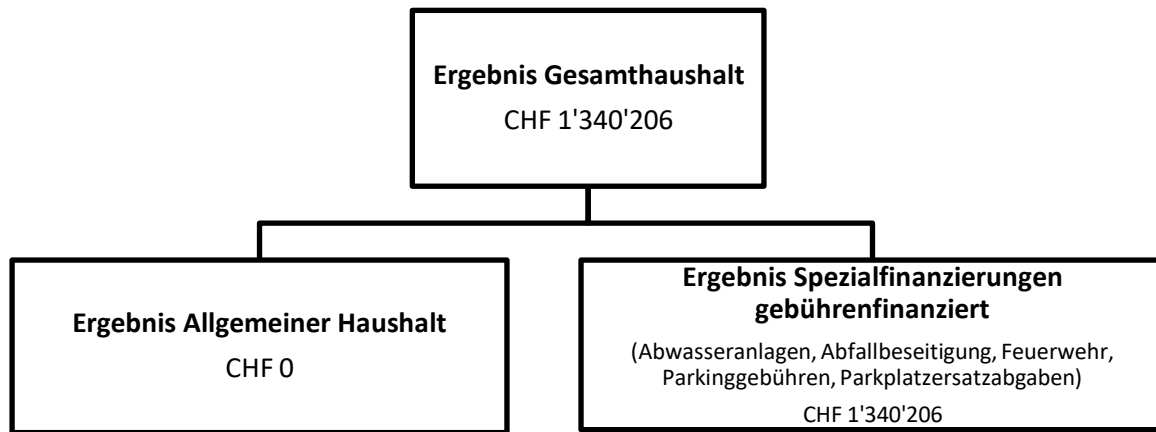 Ergebnis Gesamthaushalt
CHF 1'340'206
Ergebnis Allgemeiner Haushalt
CHF 0
Ergebnis Spezialfinanzierungen
gebührenfinanziert
(Abwasseranlagen, Abfallbeseitigung, Feuerwehr,
Parkinggebühren, Parkplatzersatzabgaben)
CHF 1'340'206